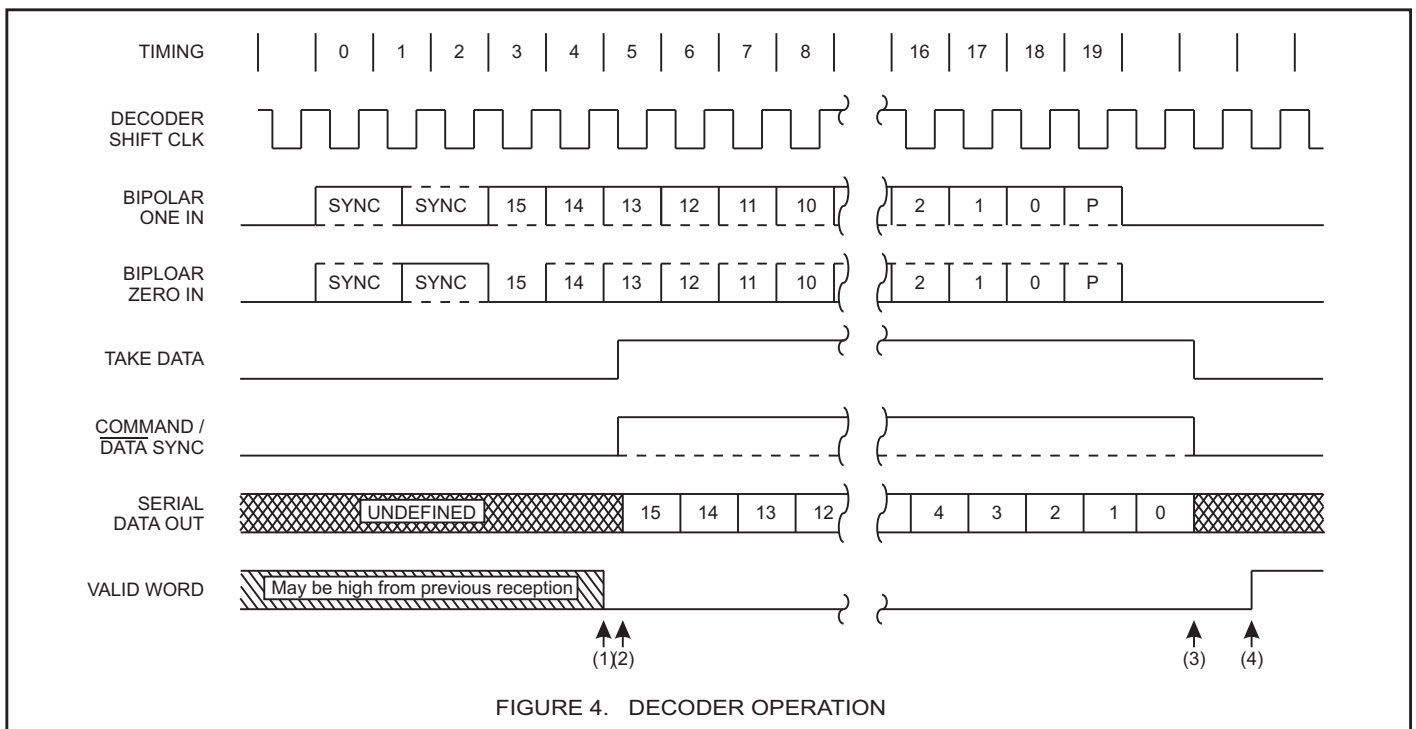 TIMING 0 1 2 3 4 5 6 7 8 16 17 18 19
DECODER
SHIFT CLK
BIPOLAR
ONE IN
SYNC SYNC 15 14 13 12 11 10 2 1 0 P
BIPLOAR
ZERO IN
SYNC SYNC 15 14 13 12 11 10 2 1 0 P
TAKE DATA
COMMAND /
DATA SYNC
SERIAL
DATA OUT
UNDEFINED 15 14 13 12 4 3 2 1 0
VALID WORD May be high from previous reception
(1) (2) (3) (4)
FIGURE 4. DECODER OPERATION